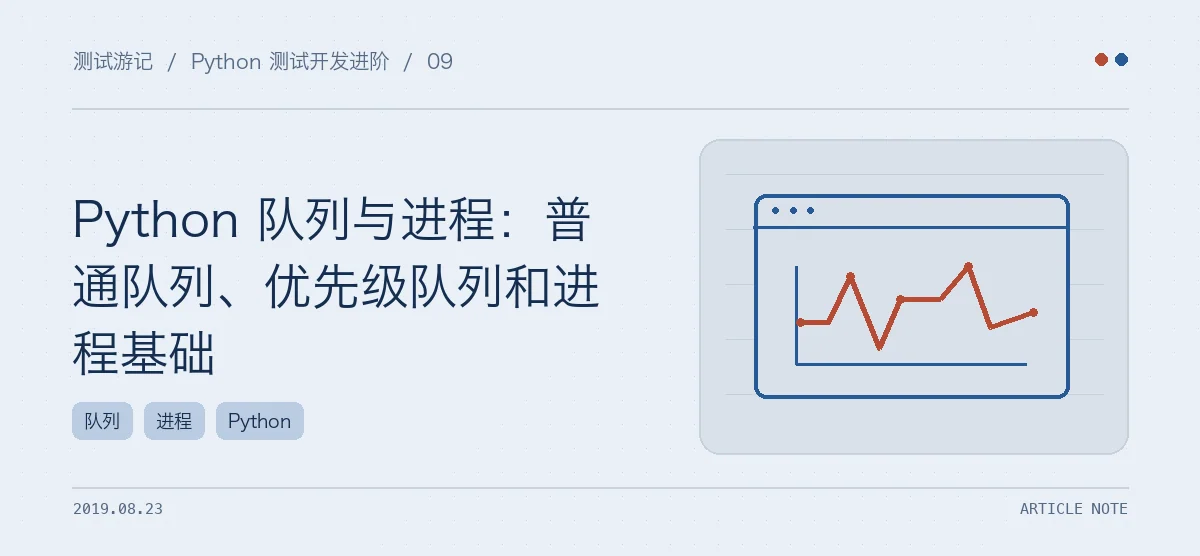 测试游记 / Python 测试开发进阶 / 09
Python 队列与进程：普
通队列、优先级队列和进
程基础
队列 进程 Python
2019.08.23
ARTICLE NOTE